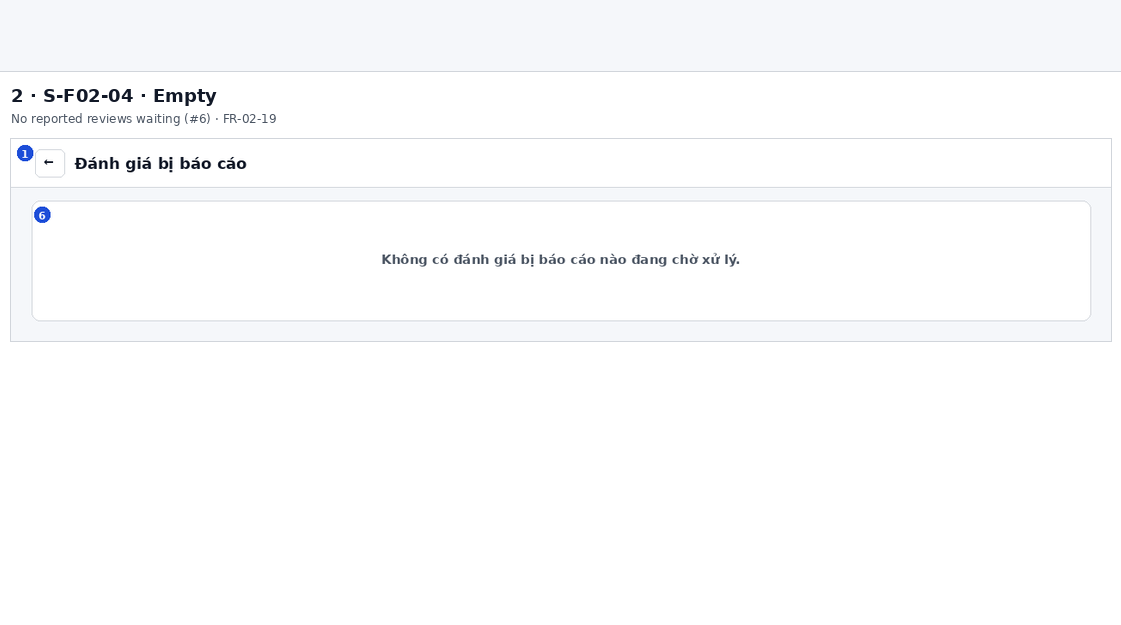 2 · S-F02-04 · Empty
No reported reviews waiting (#6) · FR-02-19
1
← Đánh giá bị báo cáo
6
Không có đánh giá bị báo cáo nào đang chờ xử lý.